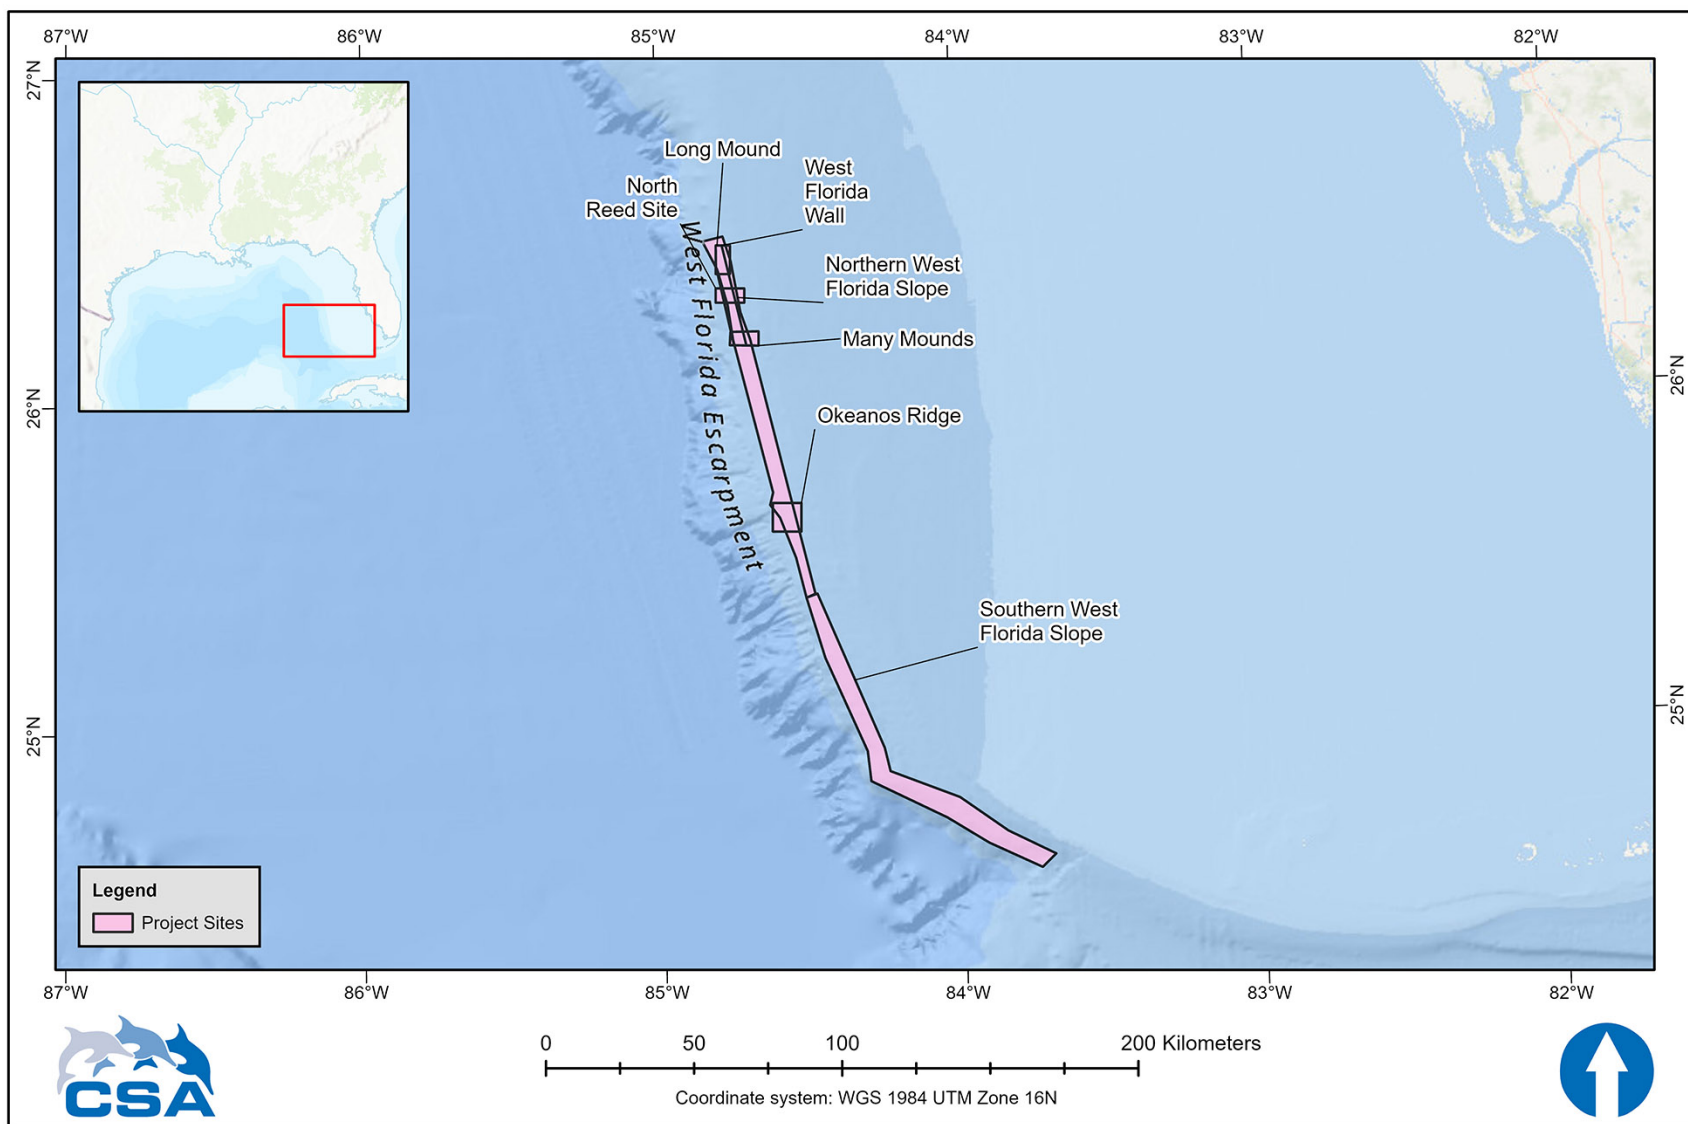 87°W 86°W 85°W 84°W 83°W 82°W
27°N
26°N
25°N
26°N
25°N
Long Mound
North
Reed Site
West
Florida
Wall
Northern West
Florida Slope
Many Mounds
Okeanos Ridge
West Florida Escarpment
Southern West
Florida Slope
Legend
Project Sites
87°W 86°W 85°W 84°W 83°W 82°W
CSA
0 50 100 200 Kilometers
Coordinate system: WGS 1984 UTM Zone 16N